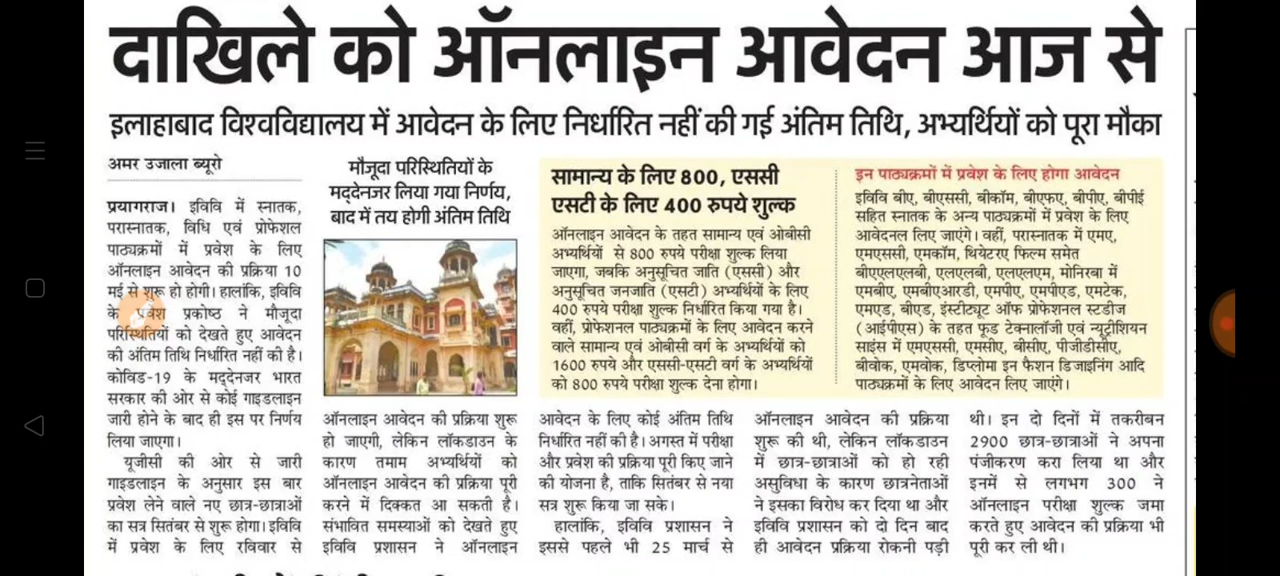 दाखिले को ऑनलाइन आवेदन आज से
इलाहाबाद विश्वविद्यालय में आवेदन के लिए निर्धारित नहीं की गई अंतिम तिथि, अभ्यर्थियों को पूरा मौका
अमर उजाला ब्यूरो
प्रयागराज। इविवि में स्नातक,
परास्नातक, विधि एवं प्रोफेशल
पाठ्यक्रमों में प्रवेश के लिए
ऑनलाइन आवेदन की प्रक्रिया 10
मई से शुरू हो होगी। हालांकि, इविवि
के प्रवेश प्रकोष्ठ ने मौजूदा
परिस्थितियों को देखते हुए आवेदन
की अंतिम तिथि निर्धारित नहीं की है।
कोविड-19 के मद्देनजर भारत
सरकार की ओर से कोई गाइडलाइन
जारी होने के बाद ही इस पर निर्णय
लिया जाएगा।
यूजीसी की ओर से जारी
गाइडलाइन के अनुसार इस बार
प्रवेश लेने वाले नए छात्र-छात्राओं
का सत्र सितंबर से शुरू होगा। इविवि
में प्रवेश के लिए रविवार से
मौजूदा परिस्थितियों के
मद्देनजर लिया गया निर्णय,
बाद में तय होगी अंतिम तिथि
ऑनलाइन आवेदन की प्रक्रिया शुरू
हो जाएगी, लेकिन लॉकडाउन के
कारण तमाम अभ्यर्थियों को
ऑनलाइन आवेदन की प्रक्रिया पूरी
करने में दिक्कत आ सकती है।
संभावित समस्याओं को देखते हुए
इविवि प्रशासन ने ऑनलाइन
सामान्य के लिए 800, एससी
एसटी के लिए 400 रुपये शुल्क
ऑनलाइन आवेदन के तहत सामान्य एवं ओबीसी
अभ्यर्थियों से 800 रुपये परीक्षा शुल्क लिया
जाएगा, जबकि अनुसूचित जाति (एससी) और
अनुसूचित जनजाति (एसटी) अभ्यर्थियों के लिए
400 रुपये परीक्षा शुल्क निर्धारित किया गया है।
वहीं, प्रोफेशनल पाठ्यक्रमों के लिए आवेदन करने
वाले सामान्य एवं ओबीसी वर्ग के अभ्यर्थियों को
1600 रुपये और एससी-एसटी वर्ग के अभ्यर्थियों
को 800 रुपये परीक्षा शुल्क देना होगा।
इन पाठ्यक्रमों में प्रवेश के लिए होगा आवेदन
इविवि बीए, बीएससी, बीकॉम, बीएफए, बीपीए, बीपीई
सहित स्नातक के अन्य पाठ्यक्रमों में प्रवेश के लिए
आवेदनल लिए जाएंगे। वहीं, परास्नातक में एमए,
एमएससी, एमकॉम, थियेटरए फिल्म समेत
बीएएलएलबी, एलएलबी, एलएलएम, मोनिरबा में
एमबीए, एमबीएआरडी, एमपीए, एमपीएड, एमटेक,
एमएड, बीएड, इंस्टीट्यूट ऑफ प्रोफेशनल स्टडीज
(आईपीएस) के तहत फूड टेक्नालॉजी एवं न्यूट्रीशियन
साइंस में एमएससी, एमसीए, बीसीए, पीजीडीसीए,
बीवोक, एमवोक, डिप्लोमा इन फैशन डिजाइनिंग आदि
पाठ्यक्रमों के लिए आवेदन लिए जाएंगे।
आवेदन के लिए कोई अंतिम तिथि
निर्धारित नहीं की है। अगस्त में परीक्षा
और प्रवेश की प्रक्रिया पूरी किए जाने
की योजना है, ताकि सितंबर से नया
सत्र शुरू किया जा सके।
हालांकि, इविवि प्रशासन ने
इससे पहले भी 25 मार्च से
ऑनलाइन आवेदन की प्रक्रिया
शुरू की थी, लेकिन लॉकडाउन
में छात्र-छात्राओं को हो रही
असुविधा के कारण छात्रनेताओं
ने इसका विरोध कर दिया था और
इविवि प्रशासन को दो दिन बाद
ही आवेदन प्रक्रिया रोकनी पड़ी
थी। इन दो दिनों में तकरीबन
2900 छात्र-छात्राओं ने अपना
पंजीकरण करा लिया था और
इनमें से लगभग 300 ने
ऑनलाइन परीक्षा शुल्क जमा
करते हुए आवेदन की प्रक्रिया भी
पूरी कर ली थी।